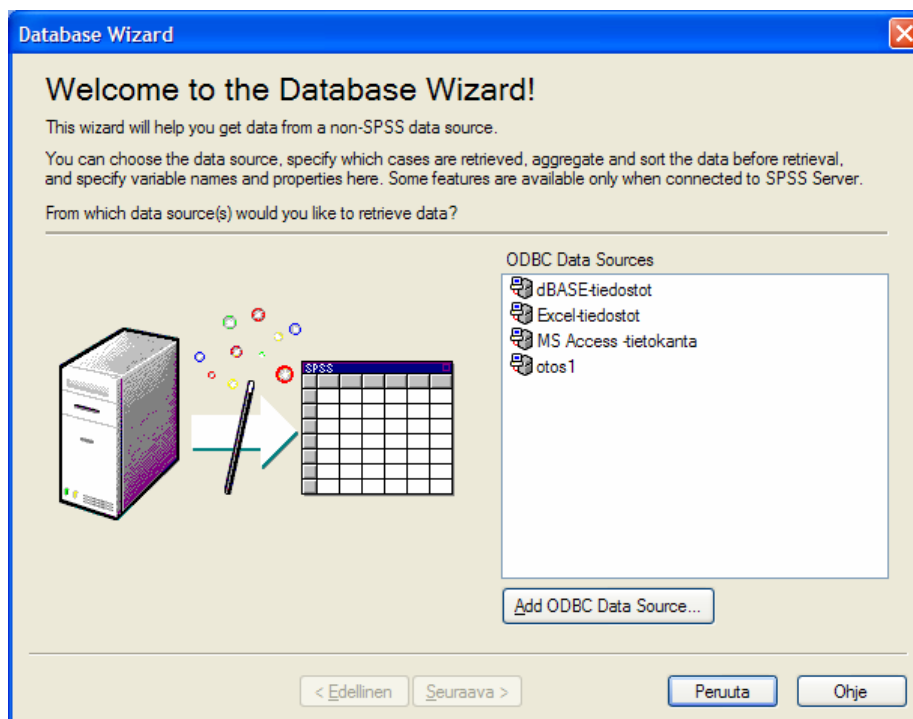 Database Wizard
Welcome to the Database Wizard!
This wizard will help you get data from a non-SPSS data source.
You can choose the data source, specify which cases are retrieved, aggregate and sort the data before retrieval,
and specify variable names and properties here. Some features are available only when connected to SPSS Server.
From which data source(s) would you like to retrieve data?
ODBC Data Sources
dBASE-tiedostot
Excel-tiedostot
MS Access -tietokanta
otos1
SPSS
Add ODBC Data Source...
< Edellinen
Seuraava >
Peruuta
Ohje